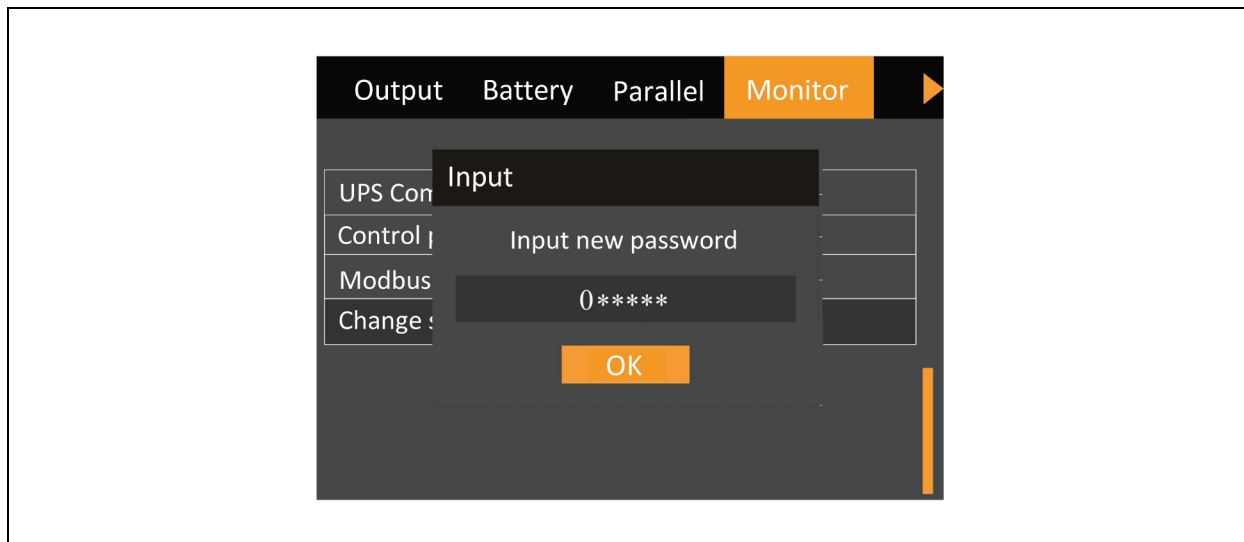 Output Battery Parallel Monitor
Input
UPS Com
Control
Input new password
Modbus
0*****
Change
OK